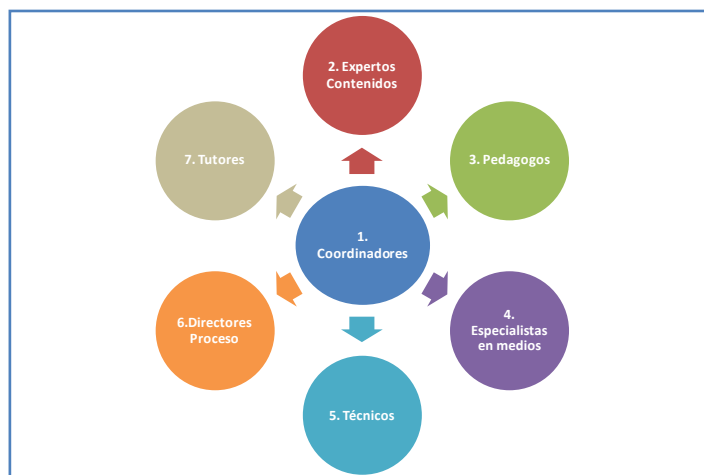 1.
Coordinadores
2. Expertos
Contenidos
3. Pedagogos
4.
Especialistas
en medios
5. Técnicos
6.Directores
Proceso
7. Tutores